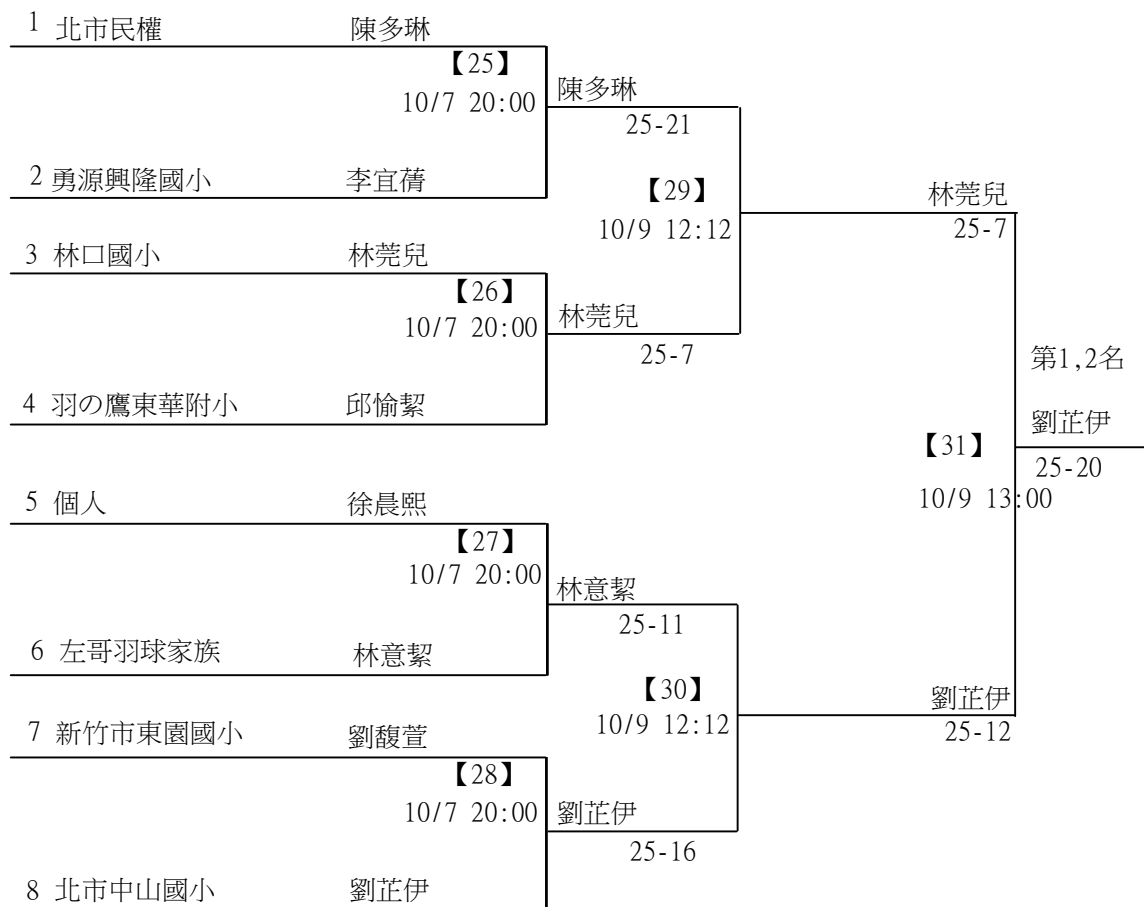 1 北市民權 陳多琳
【25】
10/7 20:00
陳多琳
25-21
2 勇源興隆國小 李宜蒨
【29】
10/9 12:12
林莞兒
25-7
3 林口國小 林莞兒
【26】
10/7 20:00
林莞兒
25-7
4 羽の鷹東華附小 邱愉絜
第1,2名
劉芷伊
【31】
25-20
10/9 13:00
5 個人 徐晨熙
【27】
10/7 20:00
林意絜
25-11
6 左哥羽球家族 林意絜
【30】
10/9 12:12
劉芷伊
25-12
7 新竹市東園國小 劉馥萱
【28】
10/7 20:00
劉芷伊
25-16
8 北市中山國小 劉芷伊